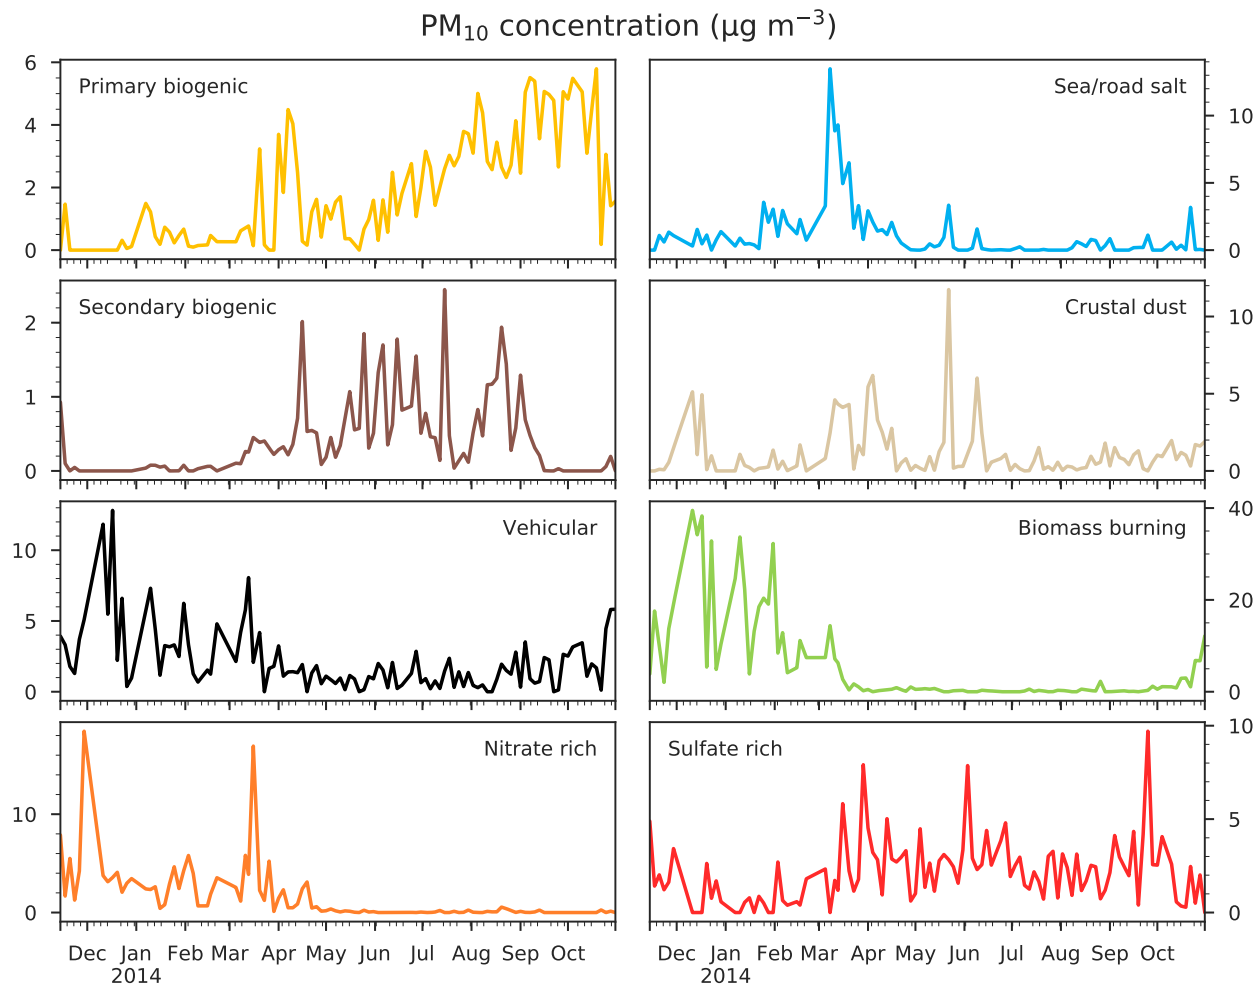 PM₁₀ concentration (µg m⁻³)
Primary biogenic
Sea/road salt
6
4
2
0
10
5
0
Secondary biogenic
Crustal dust
2
1
0
10
5
0
Vehicular
Biomass burning
10
5
0
40
20
0
Nitrate rich
Sulfate rich
10
0
10
5
0
Dec Jan Feb Mar Apr May Jun Jul Aug Sep Oct
2014
Dec Jan Feb Mar Apr May Jun Jul Aug Sep Oct
2014